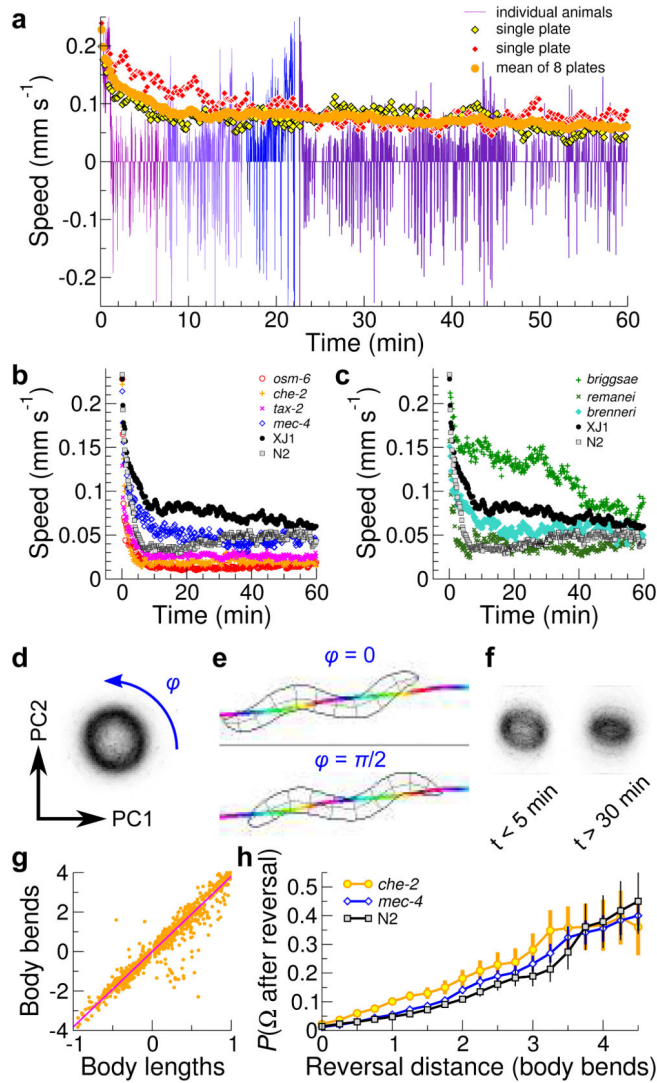 a
individual animals
single plate
single plate
mean of 8 plates
0.2
0.1
0
-0.1
-0.2
Speed (mm s⁻¹)
0 10 20 30 40 50 60
Time (min)
b
osm-6
che-2
tax-2
mec-4
XJ1
N2
0.2
0.15
0.1
0.05
0
Speed (mm s⁻¹)
0 10 20 30 40 50 60
Time (min)
c
briggsae
remanei
brenneri
XJ1
N2
0.2
0.15
0.1
0.05
0
Speed (mm s⁻¹)
0 10 20 30 40 50 60
Time (min)
d
φ
PC2
PC1
e
φ = 0
φ = π/2
f
t < 5 min
t > 30 min
g
4
2
0
-2
-4
Body bends
-1 0 1
Body lengths
h
che-2
mec-4
N2
0.5
0.4
0.3
0.2
0.1
0
P(Ω after reversal)
0 1 2 3 4
Reversal distance (body bends)